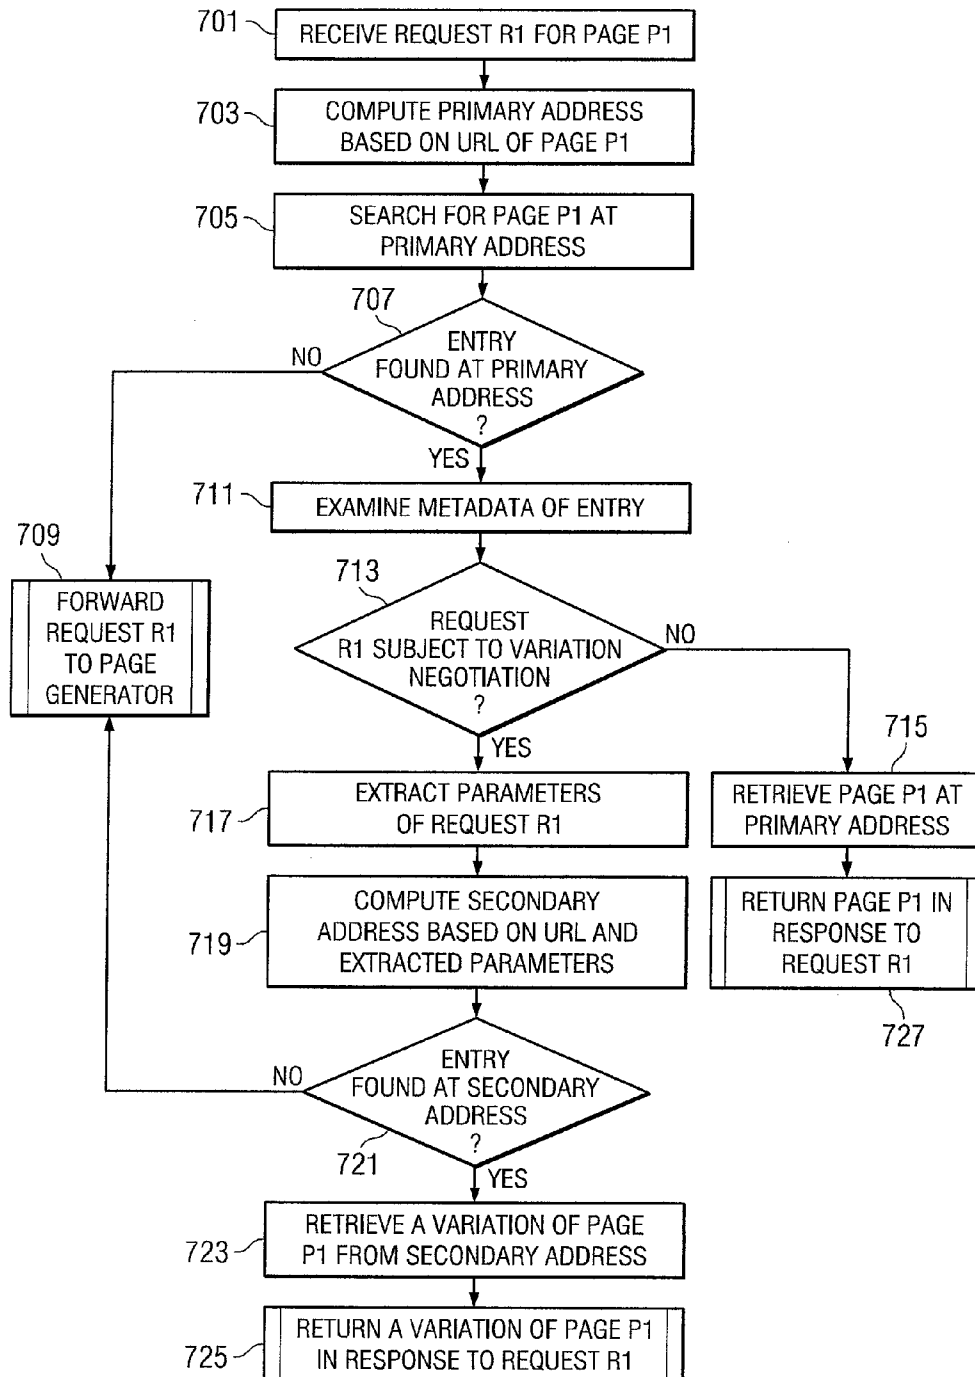 701
RECEIVE REQUEST R1 FOR PAGE P1
703
COMPUTE PRIMARY ADDRESS
BASED ON URL OF PAGE P1
705
SEARCH FOR PAGE P1 AT
PRIMARY ADDRESS
707
ENTRY
FOUND AT PRIMARY
ADDRESS
?
NO
YES
711
EXAMINE METADATA OF ENTRY
709
FORWARD
REQUEST R1
TO PAGE
GENERATOR
713
REQUEST
R1 SUBJECT TO VARIATION
NEGOTIATION
?
NO
YES
715
RETRIEVE PAGE P1 AT
PRIMARY ADDRESS
717
EXTRACT PARAMETERS
OF REQUEST R1
719
COMPUTE SECONDARY
ADDRESS BASED ON URL AND
EXTRACTED PARAMETERS
RETURN PAGE P1 IN
RESPONSE TO
REQUEST R1
727
ENTRY
FOUND AT SECONDARY
ADDRESS
?
NO
721
YES
723
RETRIEVE A VARIATION OF PAGE
P1 FROM SECONDARY ADDRESS
725
RETURN A VARIATION OF PAGE P1
IN RESPONSE TO REQUEST R1